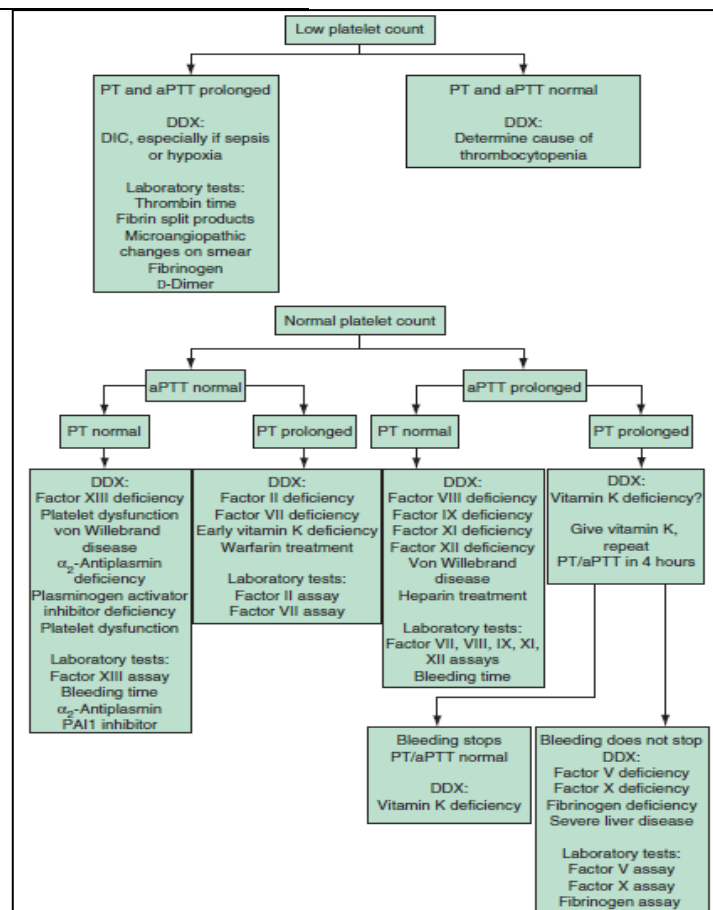 Low platelet count
PT and aPTT prolonged
DDX:
DIC, especially if sepsis
or hypoxia
Laboratory tests:
Thrombin time
Fibrin split products
Microangiopathic
changes on smear
Fibrinogen
D-Dimer
PT and aPTT normal
DDX:
Determine cause of
thrombocytopenia
Normal platelet count
aPTT normal
aPTT prolonged
PT normal
PT prolonged
PT normal
PT prolonged
DDX:
Factor XIII deficiency
Platelet dysfunction
von Willebrand
disease
α₂-Antiplasmin
deficiency
Plasminogen activator
inhibitor deficiency
Platelet dysfunction
Laboratory tests:
Factor XIII assay
Bleeding time
α₂-Antiplasmin
PAI1 inhibitor
DDX:
Factor II deficiency
Factor VII deficiency
Early vitamin K deficiency
Warfarin treatment
Laboratory tests:
Factor II assay
Factor VII assay
DDX:
Factor VIII deficiency
Factor IX deficiency
Factor XI deficiency
Factor XII deficiency
Von Willebrand
disease
Heparin treatment
Laboratory tests:
Factor VII, VIII, IX, XI,
XII assays
Bleeding time
DDX:
Vitamin K deficiency?
Give vitamin K,
repeat
PT/aPTT in 4 hours
Bleeding stops
PT/aPTT normal
DDX:
Vitamin K deficiency
Bleeding does not stop
DDX:
Factor V deficiency
Factor X deficiency
Fibrinogen deficiency
Severe liver disease
Laboratory tests:
Factor V assay
Factor X assay
Fibrinogen assay